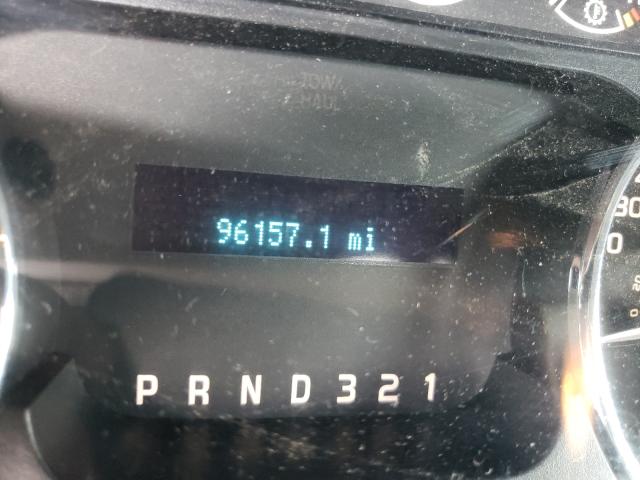 TOW/
HAUL
96157.1 mi
P R N D 3 2 1